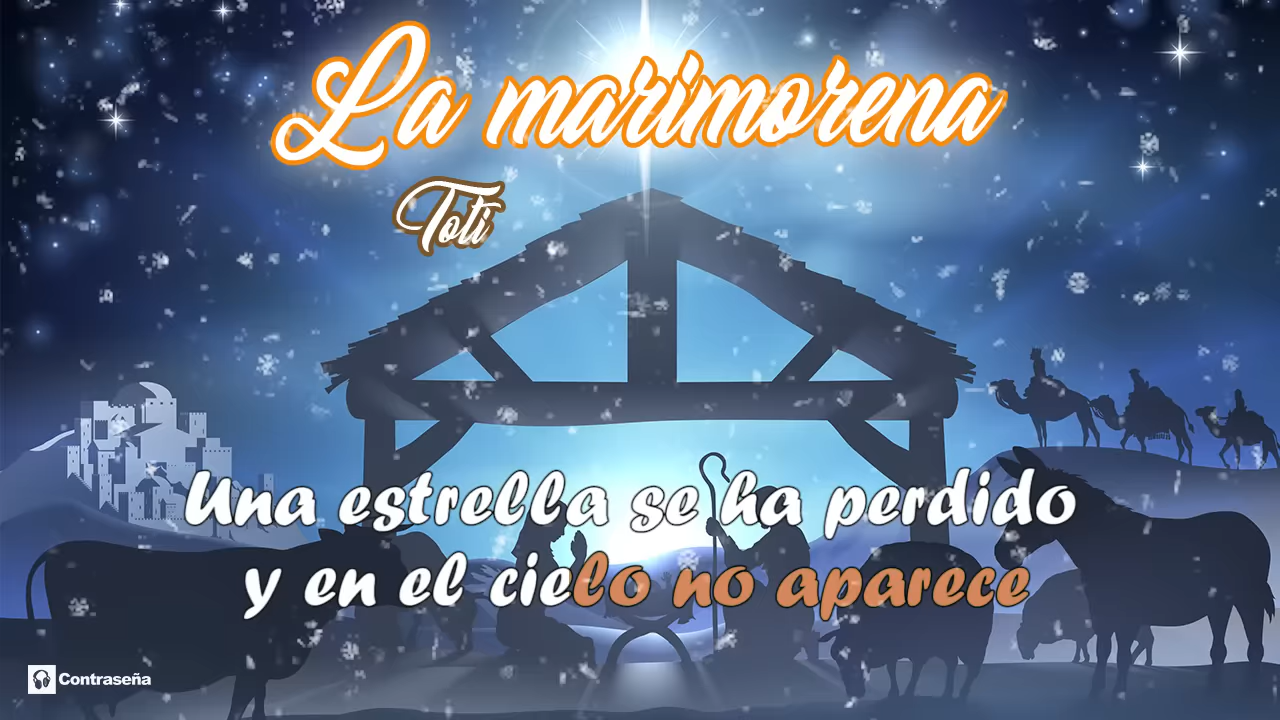 La marimorena
Toti
Una estrella se ha perdido
y en el cielo no aparece
Contraseña